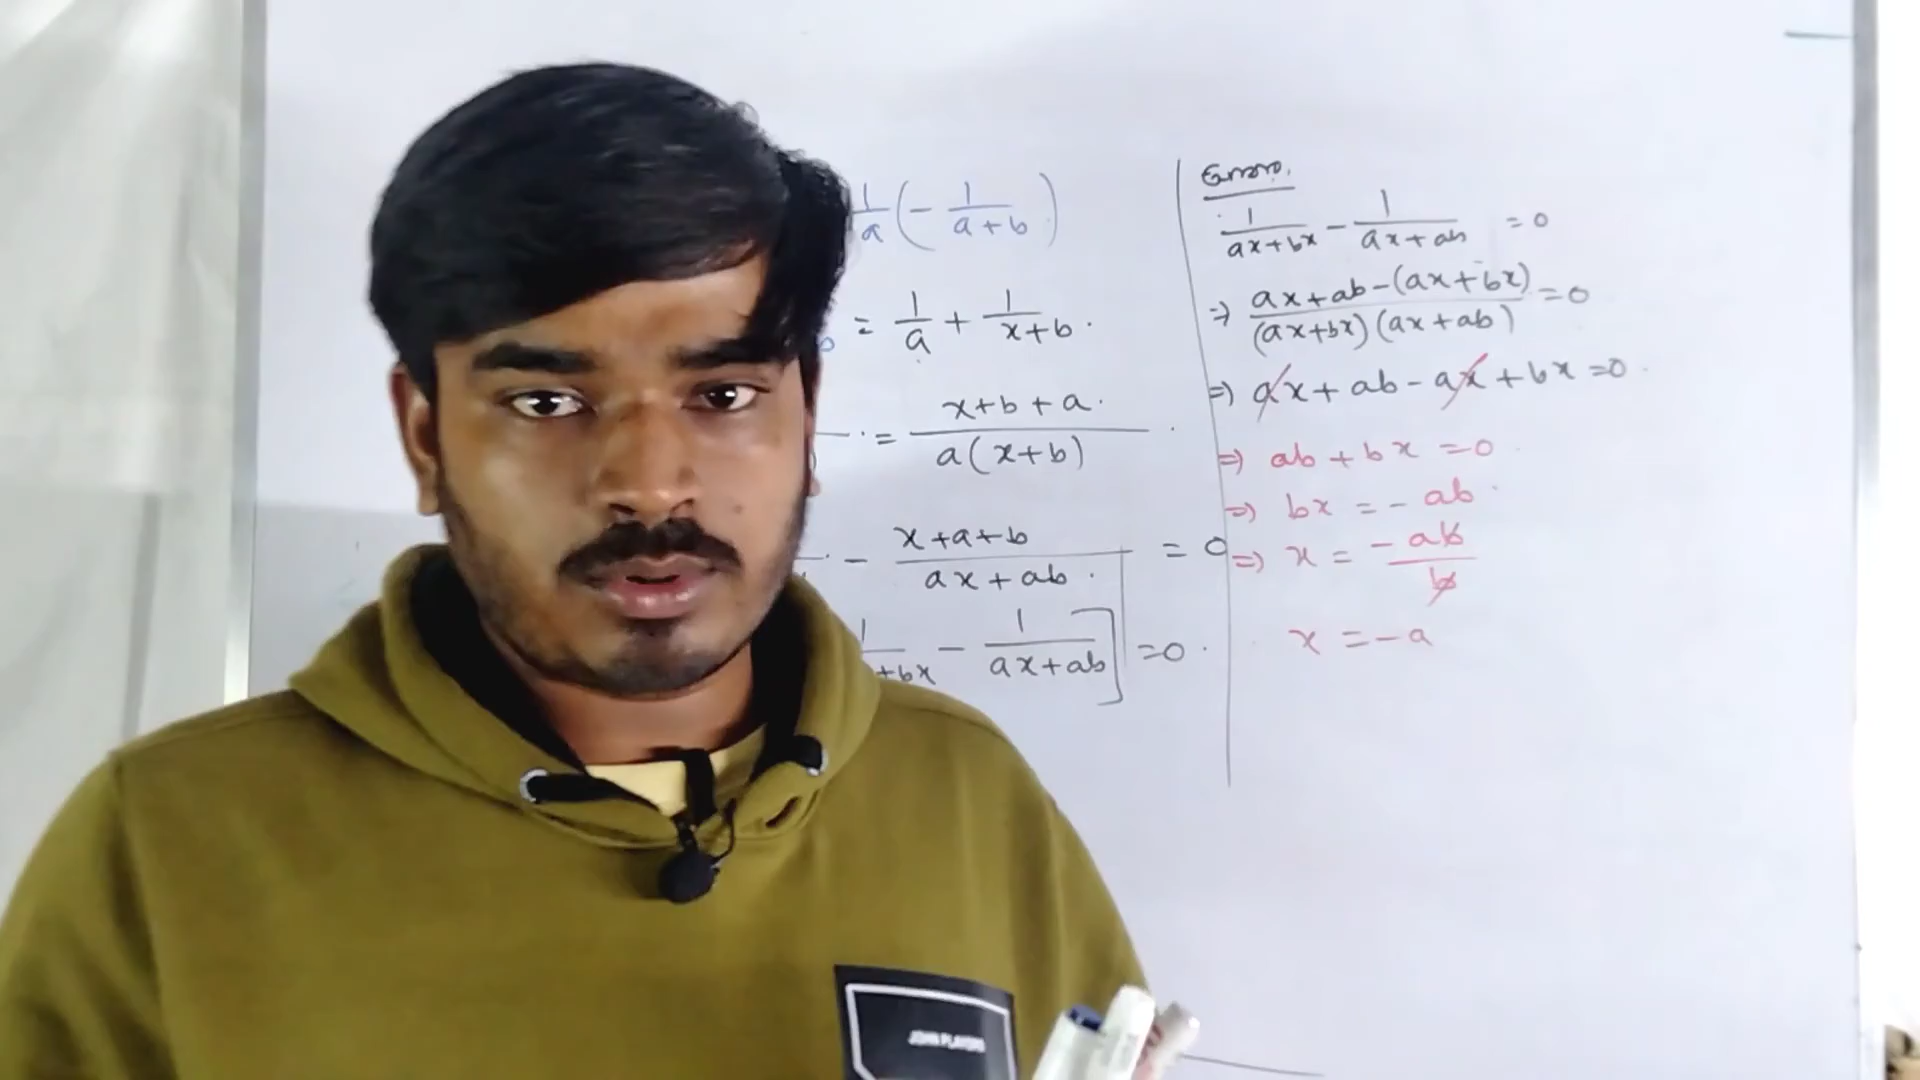 1/a (- 1/a+b)
b = 1/a + 1/x+b.
= x+b+a. / a(x+b)
- x+a+b / ax+ab. = 0
1/+bx - 1/ax+ab] =0.
Error.
1/ax+bx - 1/ax+ab = 0
⇒ ax+ab-(ax+bx) / (ax+bx)(ax+ab) =0
⇒ ax+ab-ax+bx=0.
⇒ ab+bx=0
⇒ bx = -ab
⇒ x = -ab/b
x = -a
JOHN PLAYERS